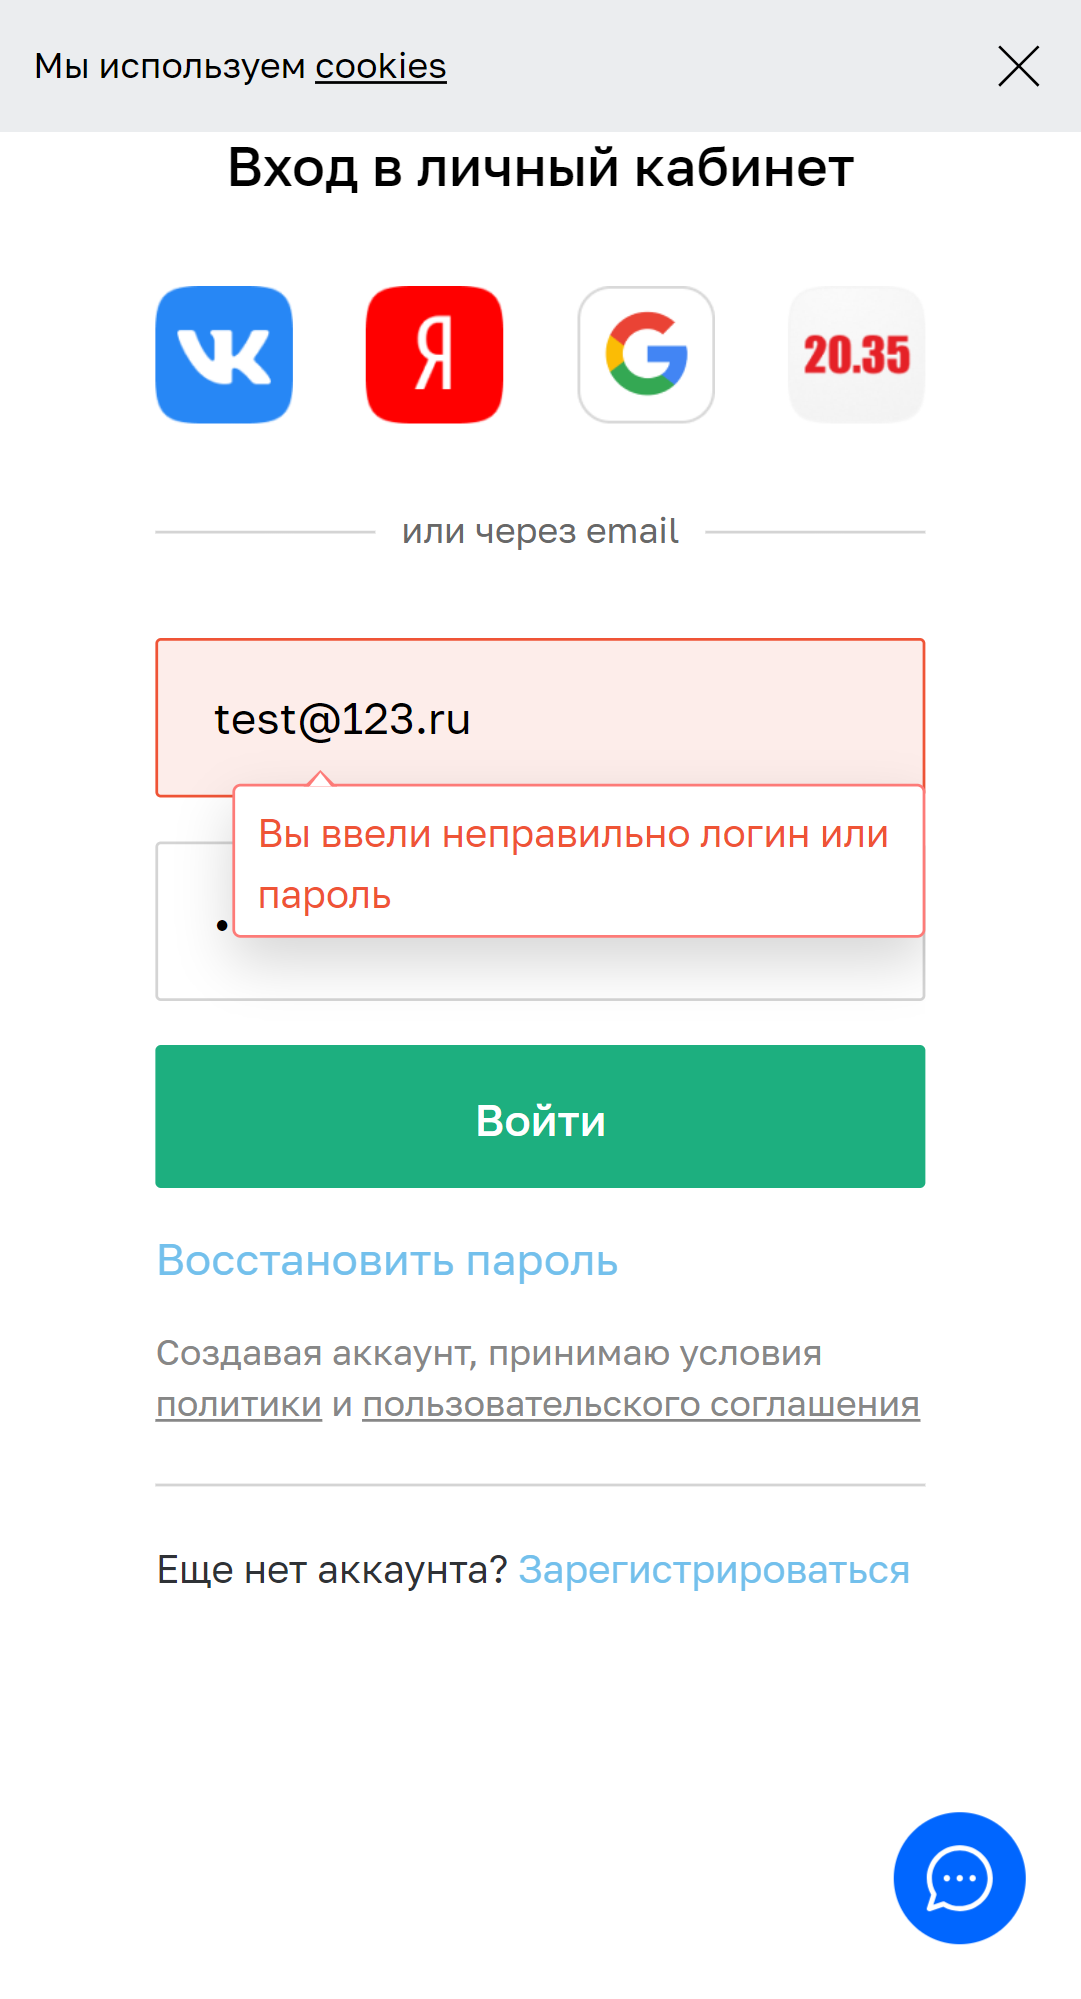 Мы используем cookies
Вход в личный кабинет
VK
Я
G
20.35
или через email
test@123.ru
Вы ввели неправильно логин или
пароль
Войти
Восстановить пароль
Создавая аккаунт, принимаю условия
политики и пользовательского соглашения
Еще нет аккаунта? Зарегистрироваться